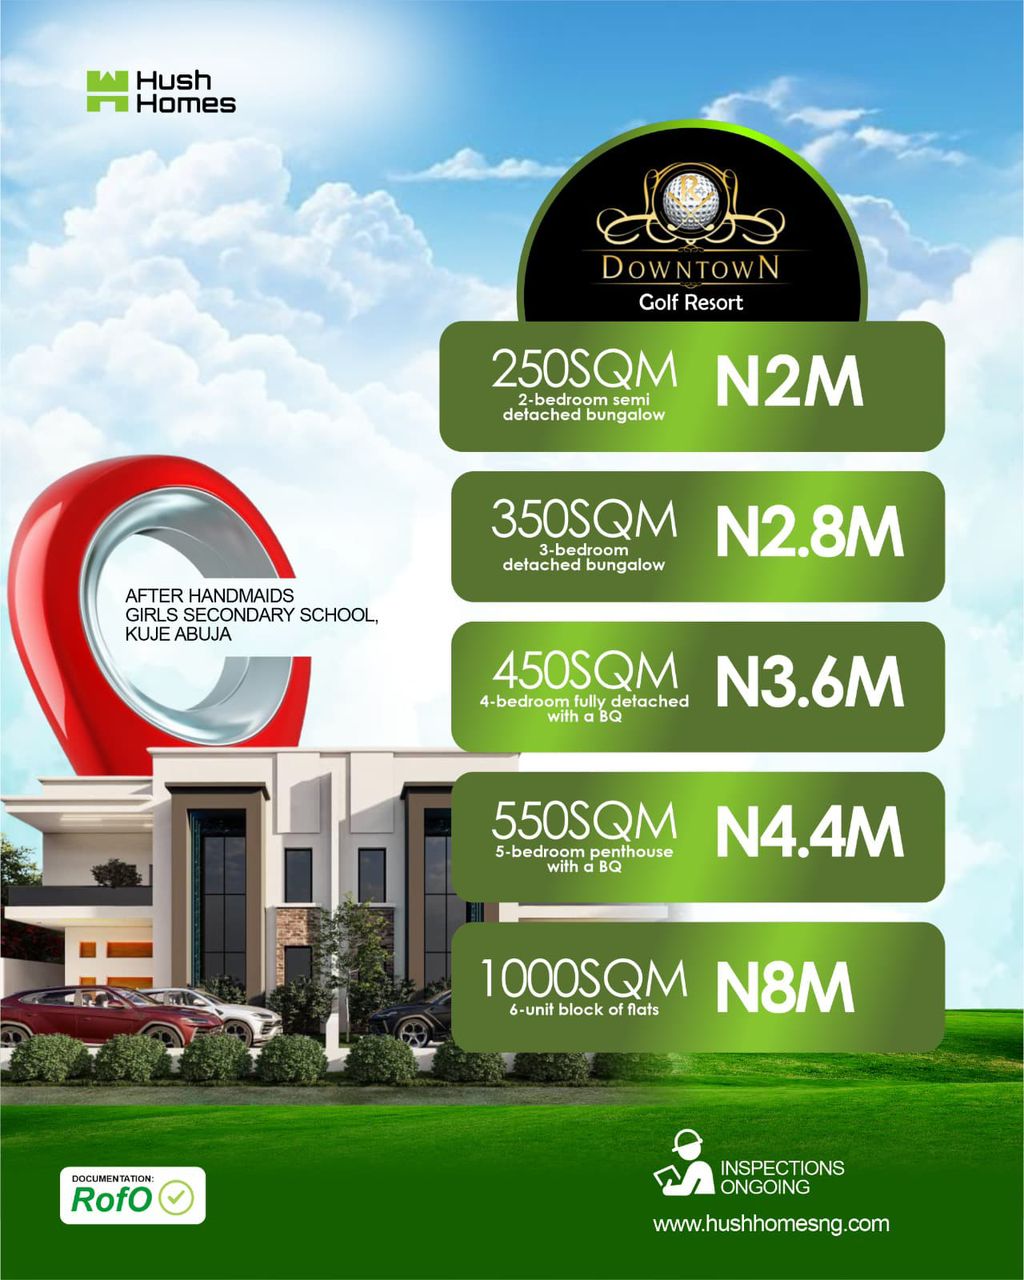 Hush
Homes
DOWNTOWN
Golf Resort
250SQM
2-bedroom semi
detached bungalow
N2M
350SQM
3-bedroom
detached bungalow
N2.8M
AFTER HANDMAIDS
GIRLS SECONDARY SCHOOL,
KUJE ABUJA
450SQM
4-bedroom fully detached
with a BQ
N3.6M
550SQM
5-bedroom penthouse
with a BQ
N4.4M
1000SQM
6-unit block of flats
N8M
DOCUMENTATION:
RofO
INSPECTIONS
ONGOING
www.hushhomesng.com